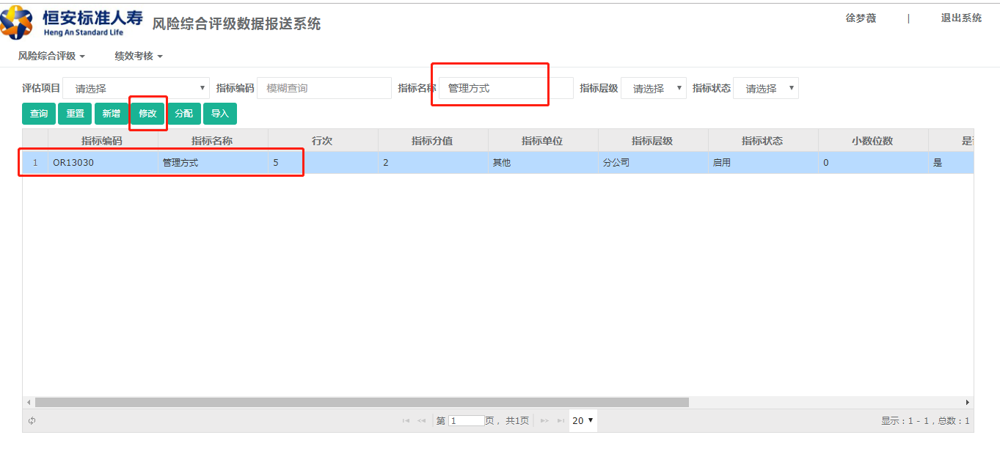 恒安标准人寿
Heng An Standard Life
风险综合评级数据报送系统
徐梦薇 | 退出系统
风险综合评级 绩效考核
评估项目 请选择 指标编码 模糊查询 指标名称 管理方式 指标层级 请选择 指标状态 请选择
查询 重置 新增 修改 分配 导入
指标编码 指标名称 行次 指标分值 指标单位 指标层级 指标状态 小数位数
1 OR13030 管理方式 5 2 其他 分公司 启用 0 是
第 1 页，共1页 20 显示：1 - 1，总数：1